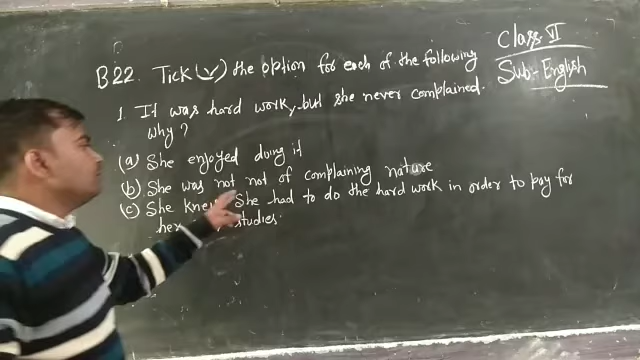 Class VI
Sub- English
B22. Tick (✓) the option for each of the following
1. It was hard work, but she never complained.
why?
(a) She enjoyed doing it
(b) She was not not of complaining nature
(c) She knew She had to do the hard work in order to pay for
her studies.